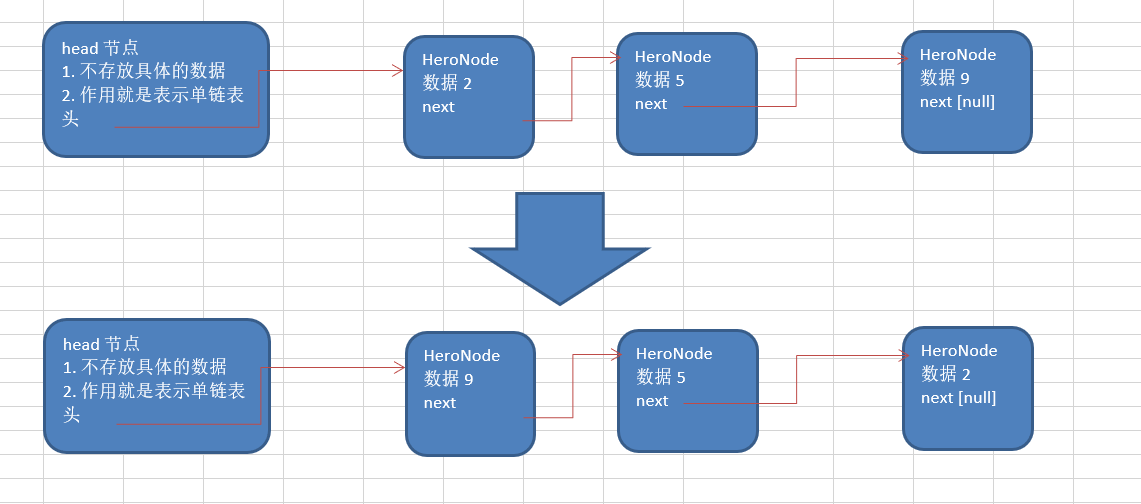 head 节点
1. 不存放具体的数据
2. 作用就是表示单链表
头
HeroNode
数据 2
next
HeroNode
数据 5
next
HeroNode
数据 9
next [null]
head 节点
1. 不存放具体的数据
2. 作用就是表示单链表
头
HeroNode
数据 9
next
HeroNode
数据 5
next
HeroNode
数据 2
next [null]